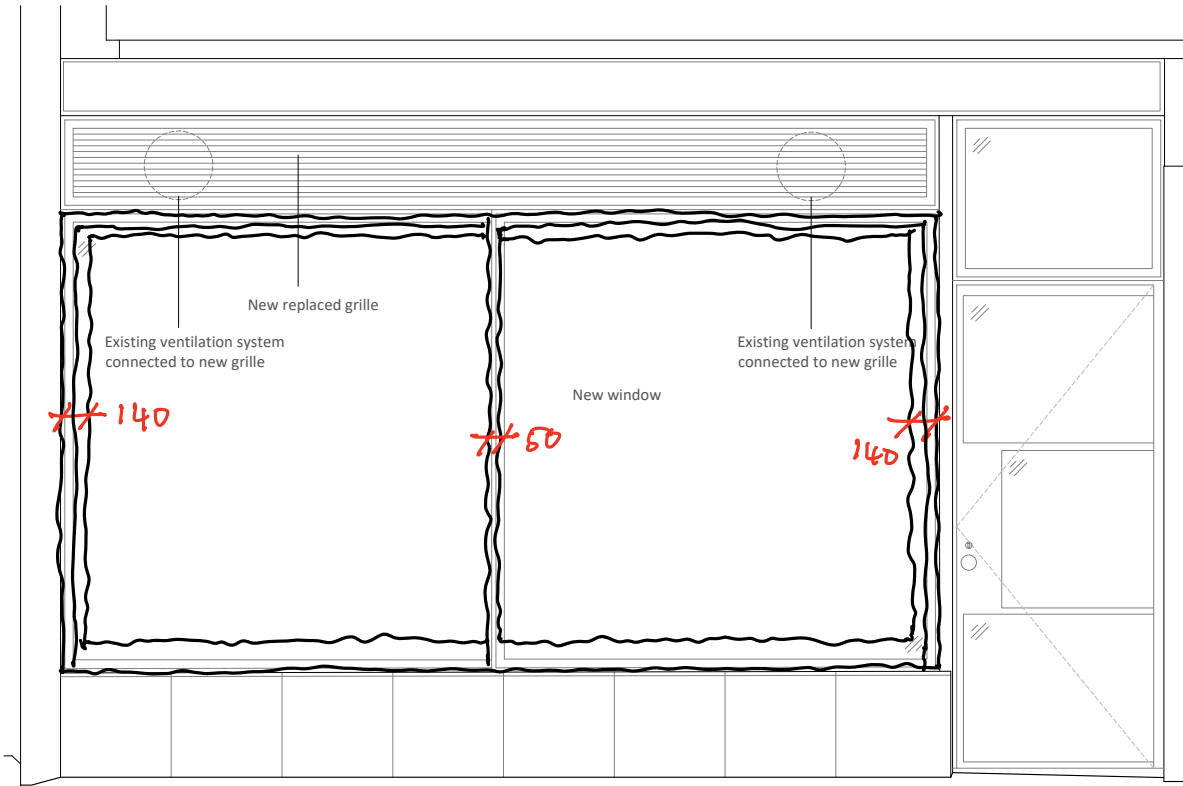 New replaced grille
Existing ventilation system
connected to new grille
Existing ventilation system
connected to new grille
New window
140
50
140